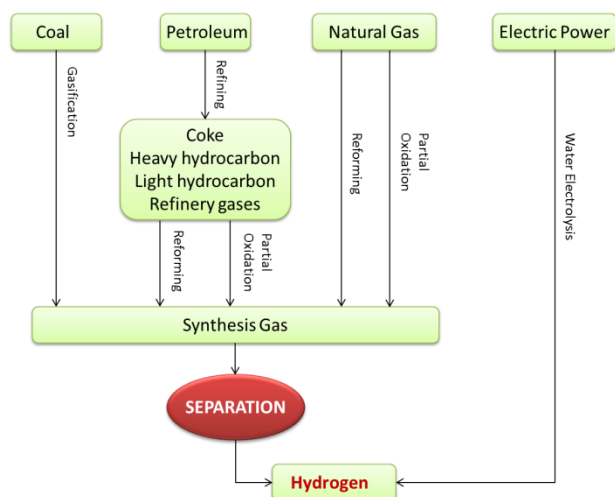 Coal
Petroleum
Natural Gas
Electric Power
Gasification
Refining
Coke
Heavy hydrocarbon
Light hydrocarbon
Refinery gases
Reforming
Partial
Oxidation
Water Electrolysis
Reforming
Partial
Oxidation
Synthesis Gas
SEPARATION
Hydrogen